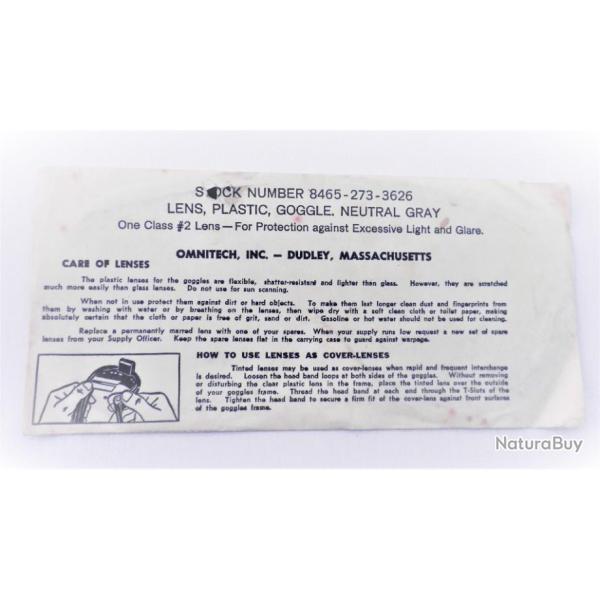 STOCK NUMBER 8465-273-3626
LENS, PLASTIC, GOGGLE. NEUTRAL GRAY
One Class #2 Lens—For Protection against Excessive Light and Glare.
OMNITECH, INC. — DUDLEY, MASSACHUSETTS
CARE OF LENSES
The plastic lenses for the goggles are flexible, shatter-resistant and lighter than glass. However, they are scratched
much more easily than glass lenses. Do not use for sun scanning.
When not in use protect them against dirt or hard objects. To make them last longer clean dust and fingerprints from
them by washing with water or by breathing on the lenses, then wipe dry with a soft clean cloth or toilet paper, making
absolutely certain that the cloth or paper is free of grit, sand or dirt. Gasoline or hot water should not be used for cleaning.
Replace a permanently marred lens with one of your spares. When your supply runs low request a new set of spare
lenses from your Supply Officer. Keep the spare lenses flat in the carrying case to guard against warpage.
HOW TO USE LENSES AS COVER-LENSES
Tinted lenses may be used as cover-lenses when rapid and frequent interchange
is desired. Loosen the head band loops at both sides of the goggles. Without removing
or disturbing the clear plastic lens in the frame, place the tinted lens over the outside
of your goggles frame. Thread the head band at each end through the T-Slots of the
lens. Tighten the head band to secure a firm fit of the cover-lens against front surfaces
of the goggles frame.
NaturaBuy